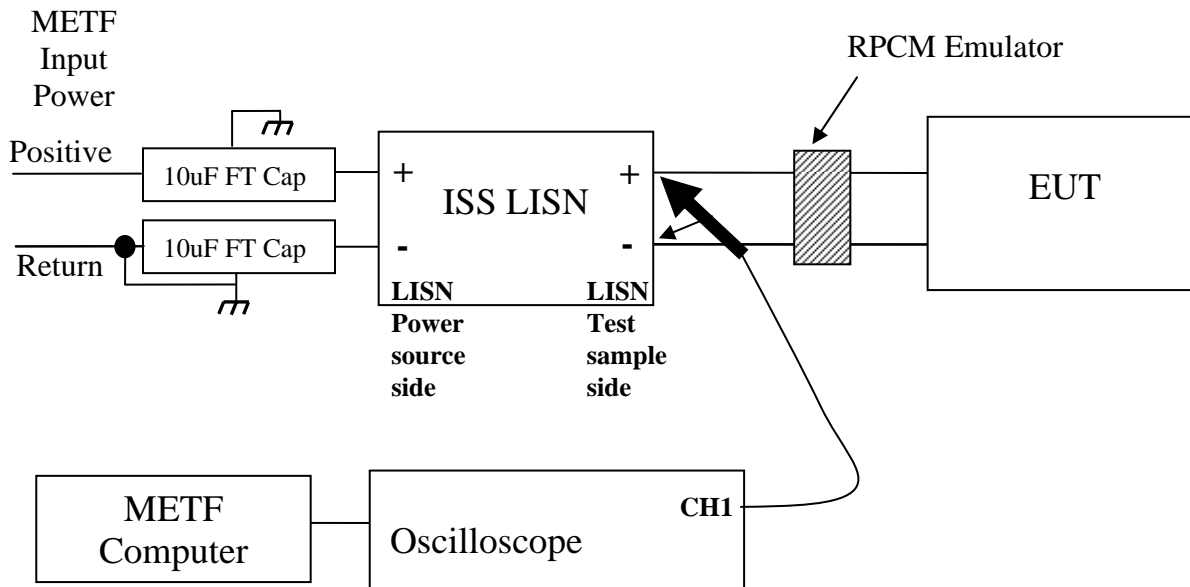 METF
Input
Power
RPCM Emulator
Positive
10uF FT Cap
+
+
ISS LISN
EUT
Return
10uF FT Cap
-
-
LISN
Power
source
side
LISN
Test
sample
side
METF
Computer
Oscilloscope
CH1